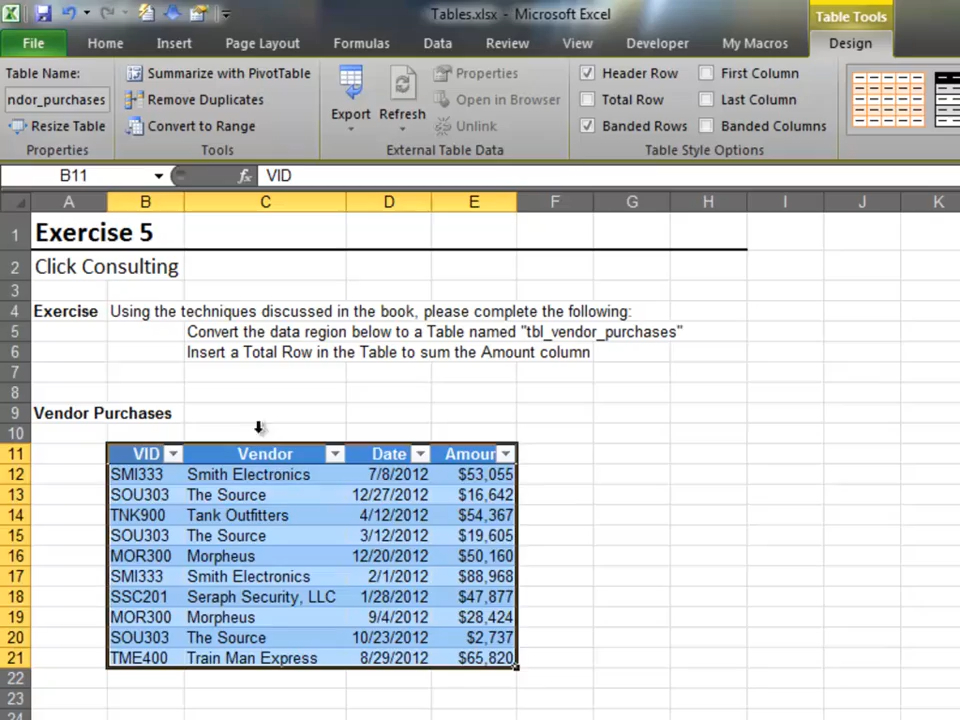 Tables.xlsx - Microsoft Excel
Table Tools
File Home Insert Page Layout Formulas Data Review View Developer My Macros Design
Table Name: Summarize with PivotTable Properties Header Row First Column
ndor_purchases Remove Duplicates Export Refresh Open in Browser Total Row Last Column
Resize Table Convert to Range Unlink Banded Rows Banded Columns
Properties Tools External Table Data Table Style Options
B11 fx VID
A B C D E F G H I J K
1 Exercise 5
2 Click Consulting
3
4 Exercise Using the techniques discussed in the book, please complete the following:
5 Convert the data region below to a Table named "tbl_vendor_purchases"
6 Insert a Total Row in the Table to sum the Amount column
7
8
9 Vendor Purchases
10
11 VID Vendor Date Amour
12 SMI333 Smith Electronics 7/8/2012 $53,055
13 SOU303 The Source 12/27/2012 $16,642
14 TNK900 Tank Outfitters 4/12/2012 $54,367
15 SOU303 The Source 3/12/2012 $19,605
16 MOR300 Morpheus 12/20/2012 $50,160
17 SMI333 Smith Electronics 2/1/2012 $88,968
18 SSC201 Seraph Security, LLC 1/28/2012 $47,877
19 MOR300 Morpheus 9/4/2012 $28,424
20 SOU303 The Source 10/23/2012 $2,737
21 TME400 Train Man Express 8/29/2012 $65,820
22
23
24